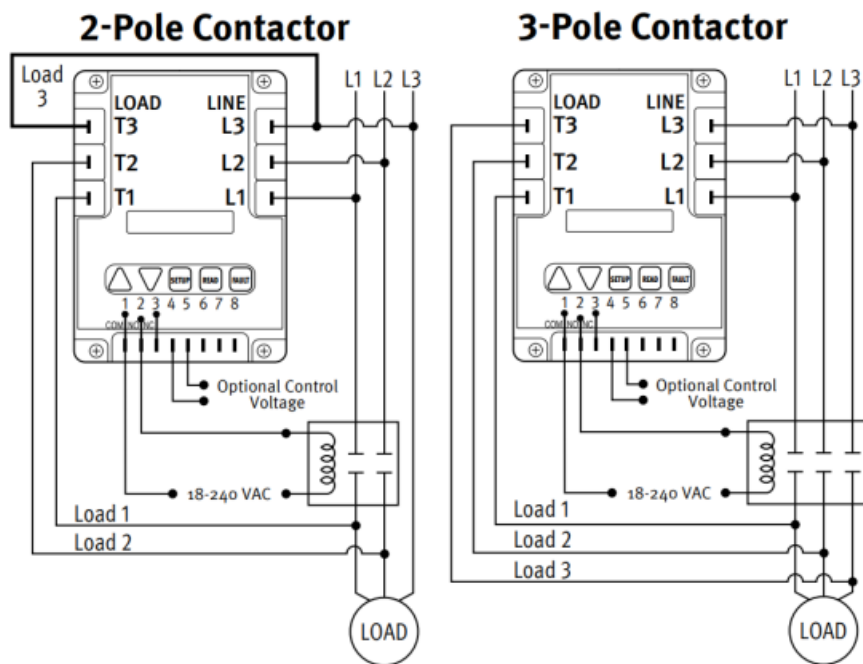 2-Pole Contactor
Load
3
L1 L2 L3
LOAD LINE
T3 L3
T2 L2
T1 L1
SETUP READ FAULT
1 2 3 4 5 6 7 8
COM NO NC
Optional Control
Voltage
18-240 VAC
Load 1
Load 2
LOAD
3-Pole Contactor
L1 L2 L3
LOAD LINE
T3 L3
T2 L2
T1 L1
SETUP READ FAULT
1 2 3 4 5 6 7 8
COM NO NC
Optional Control
Voltage
18-240 VAC
Load 1
Load 2
Load 3
LOAD